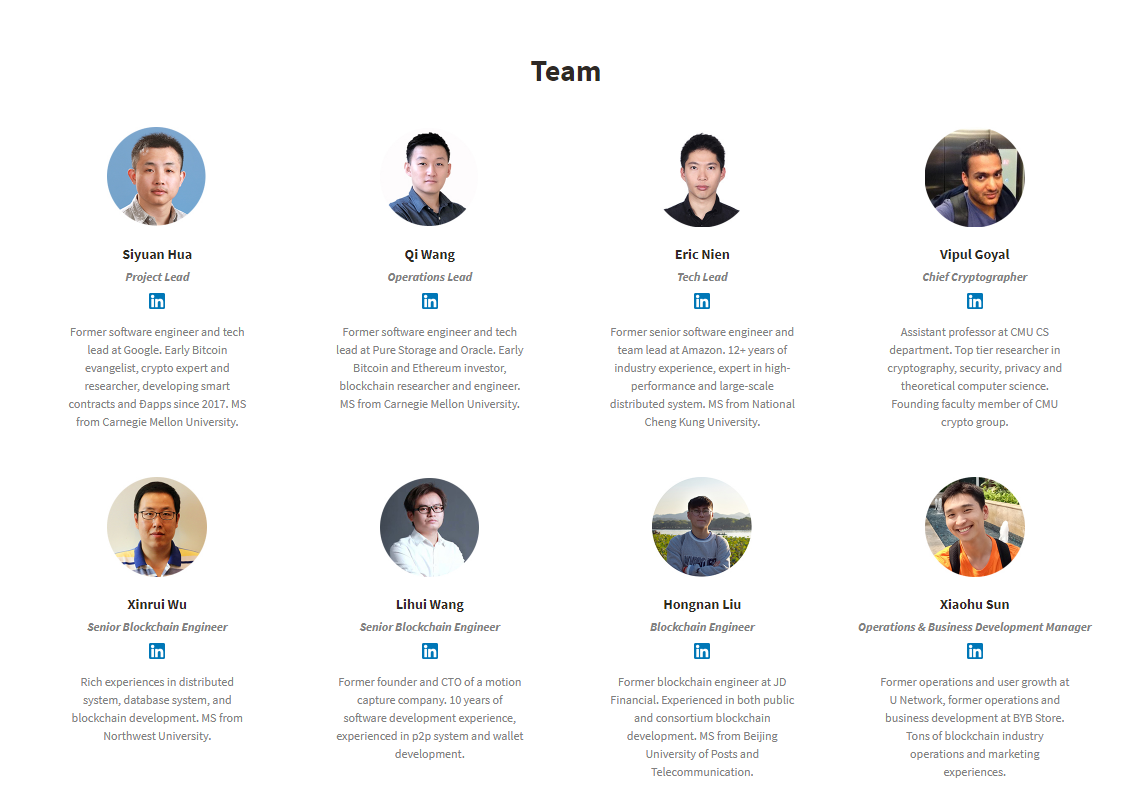 Team
Siyuan Hua
Project Lead
in
Former software engineer and tech
lead at Google. Early Bitcoin
evangelist, crypto expert and
researcher, developing smart
contracts and Ðapps since 2017. MS
from Carnegie Mellon University.
Qi Wang
Operations Lead
in
Former software engineer and tech
lead at Pure Storage and Oracle. Early
Bitcoin and Ethereum investor,
blockchain researcher and engineer.
MS from Carnegie Mellon University.
Eric Nien
Tech Lead
in
Former senior software engineer and
team lead at Amazon. 12+ years of
industry experience, expert in high-
performance and large-scale
distributed system. MS from National
Cheng Kung University.
Vipul Goyal
Chief Cryptographer
in
Assistant professor at CMU CS
department. Top tier researcher in
cryptography, security, privacy and
theoretical computer science.
Founding faculty member of CMU
crypto group.
Xinrui Wu
Senior Blockchain Engineer
in
Rich experiences in distributed
system, database system, and
blockchain development. MS from
Northwest University.
Lihui Wang
Senior Blockchain Engineer
in
Former founder and CTO of a motion
capture company. 10 years of
software development experience,
experienced in p2p system and wallet
development.
Hongnan Liu
Blockchain Engineer
in
Former blockchain engineer at JD
Financial. Experienced in both public
and consortium blockchain
development. MS from Beijing
University of Posts and
Telecommunication.
Xiaohu Sun
Operations & Business Development Manager
in
Former operations and user growth at
U Network, former operations and
business development at BYB Store.
Tons of blockchain industry
operations and marketing
experiences.